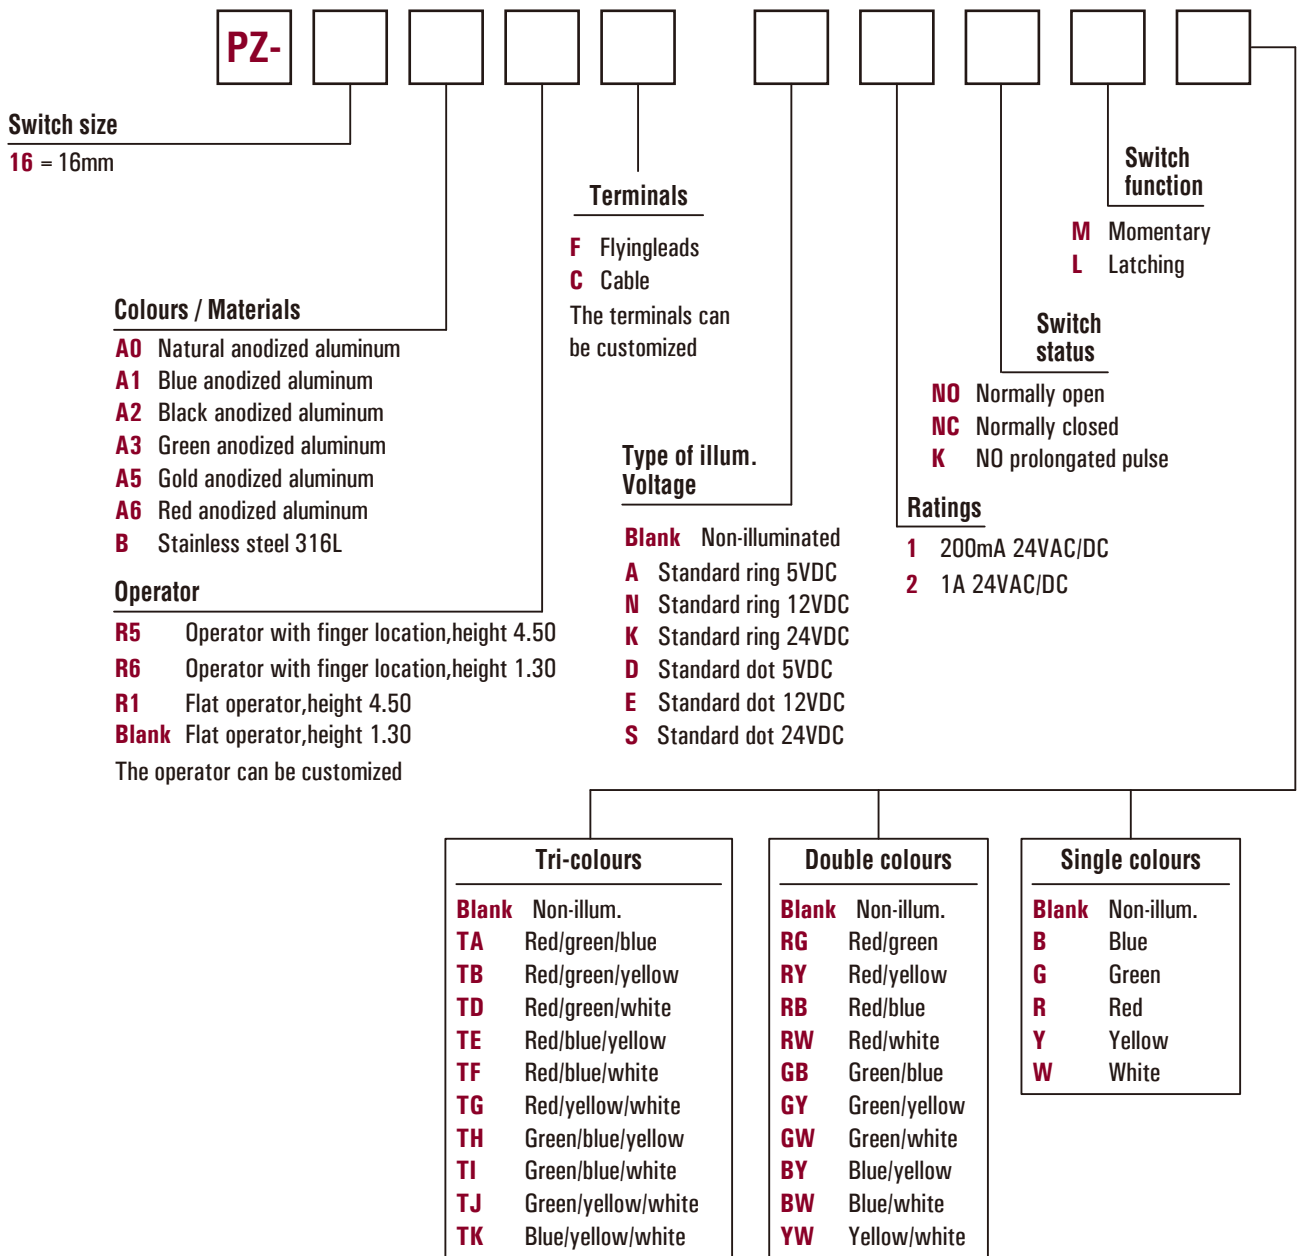 PZ-
Switch size
16 = 16mm
Colours / Materials
A0 Natural anodized aluminum
A1 Blue anodized aluminum
A2 Black anodized aluminum
A3 Green anodized aluminum
A5 Gold anodized aluminum
A6 Red anodized aluminum
B Stainless steel 316L
Operator
R5 Operator with finger location,height 4.50
R6 Operator with finger location,height 1.30
R1 Flat operator,height 4.50
Blank Flat operator,height 1.30
The operator can be customized
Terminals
F Flyingleads
C Cable
The terminals can
be customized
Type of illum.
Voltage
Blank Non-illuminated
A Standard ring 5VDC
N Standard ring 12VDC
K Standard ring 24VDC
D Standard dot 5VDC
E Standard dot 12VDC
S Standard dot 24VDC
Ratings
1 200mA 24VAC/DC
2 1A 24VAC/DC
Switch
status
NO Normally open
NC Normally closed
K NO prolongated pulse
Switch
function
M Momentary
L Latching
Tri-colours
Blank Non-illum.
TA Red/green/blue
TB Red/green/yellow
TD Red/green/white
TE Red/blue/yellow
TF Red/blue/white
TG Red/yellow/white
TH Green/blue/yellow
TI Green/blue/white
TJ Green/yellow/white
TK Blue/yellow/white
Double colours
Blank Non-illum.
RG Red/green
RY Red/yellow
RB Red/blue
RW Red/white
GB Green/blue
GY Green/yellow
GW Green/white
BY Blue/yellow
BW Blue/white
YW Yellow/white
Single colours
Blank Non-illum.
B Blue
G Green
R Red
Y Yellow
W White